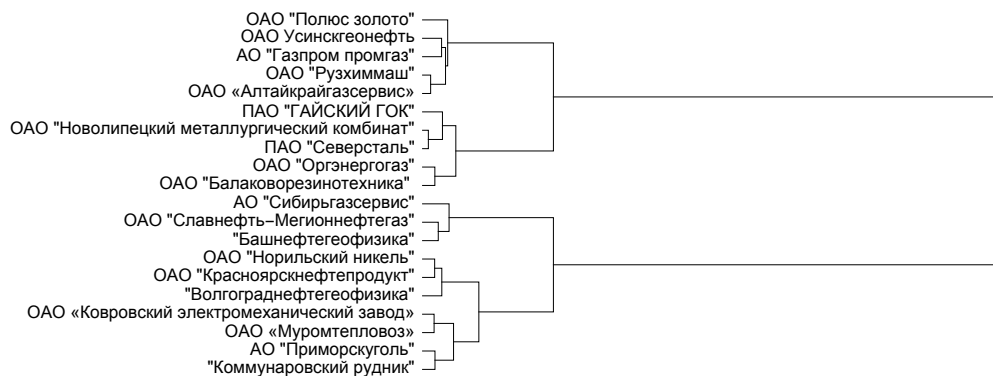 ОАО "Полюс золото"
ОАО Усинскгеонефть
АО "Газпром промгаз"
ОАО "Рузхиммаш"
ОАО «Алтайкрайгазсервис»
ПАО "ГАЙСКИЙ ГОК"
ОАО "Новолипецкий металлургический комбинат"
ПАО "Северсталь"
ОАО "Оргэнергогаз"
ОАО "Балаковорезинотехника"
АО "Сибирьгазсервис"
ОАО "Славнефть−Мегионнефтегаз"
"Башнефтегеофизика"
ОАО "Норильский никель"
ОАО "Красноярскнефтепродукт"
"Волгограднефтегеофизика"
ОАО «Ковровский электромеханический завод»
ОАО «Муромтепловоз»
АО "Приморскуголь"
"Коммунаровский рудник"